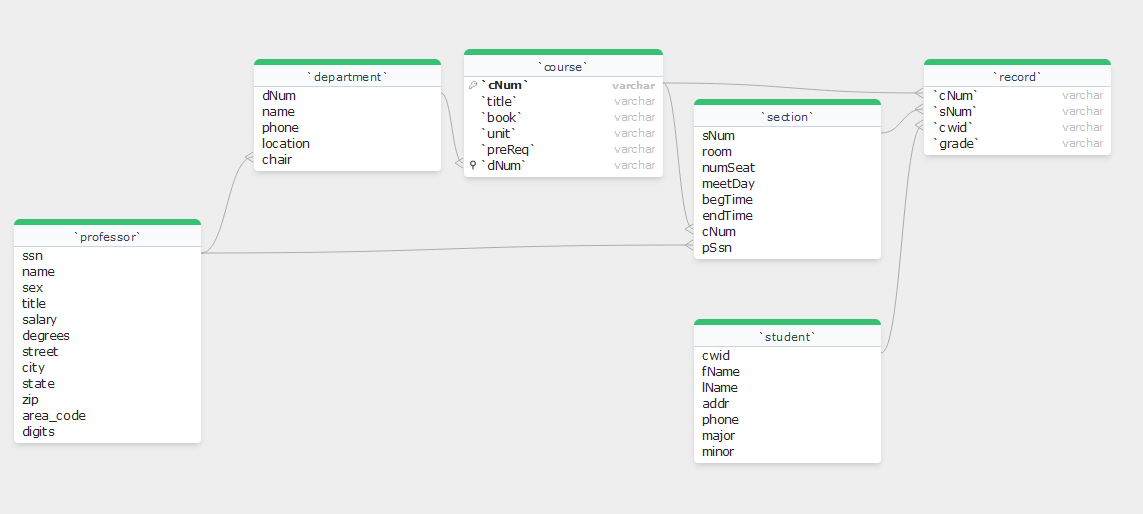 `department`
dNum
name
phone
location
chair
`course`
`cNum` varchar
`title` varchar
`book` varchar
`unit` varchar
`preReq` varchar
`dNum` varchar
`record`
`cNum` varchar
`sNum` varchar
`cwid` varchar
`grade` varchar
`section`
sNum
room
numSeat
meetDay
begTime
endTime
cNum
pSsn
`professor`
ssn
name
sex
title
salary
degrees
street
city
state
zip
area_code
digits
`student`
cwid
fName
lName
addr
phone
major
minor